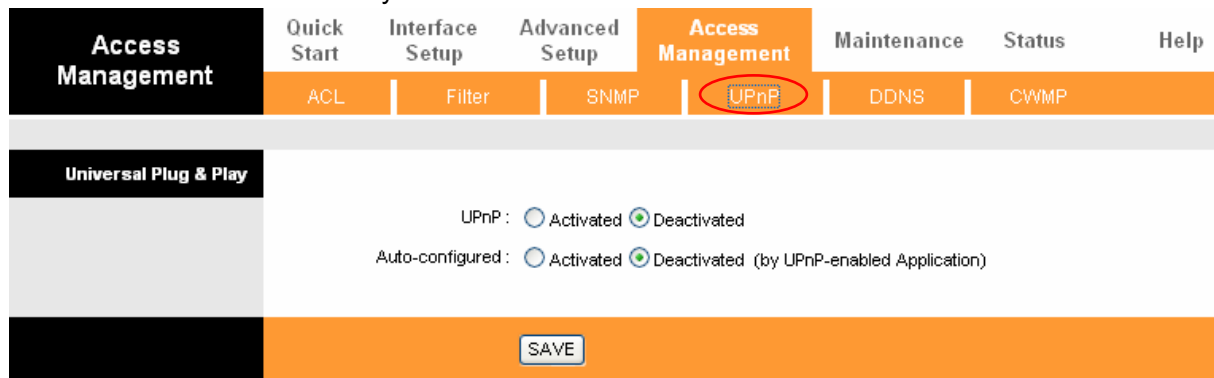 Access Management
Quick Start
Interface Setup
Advanced Setup
Access Management
Maintenance
Status
Help
ACL
Filter
SNMP
UPnP
DDNS
CWMP
Universal Plug & Play
UPnP : Activated Deactivated
Auto-configured : Activated Deactivated (by UPnP-enabled Application)
SAVE